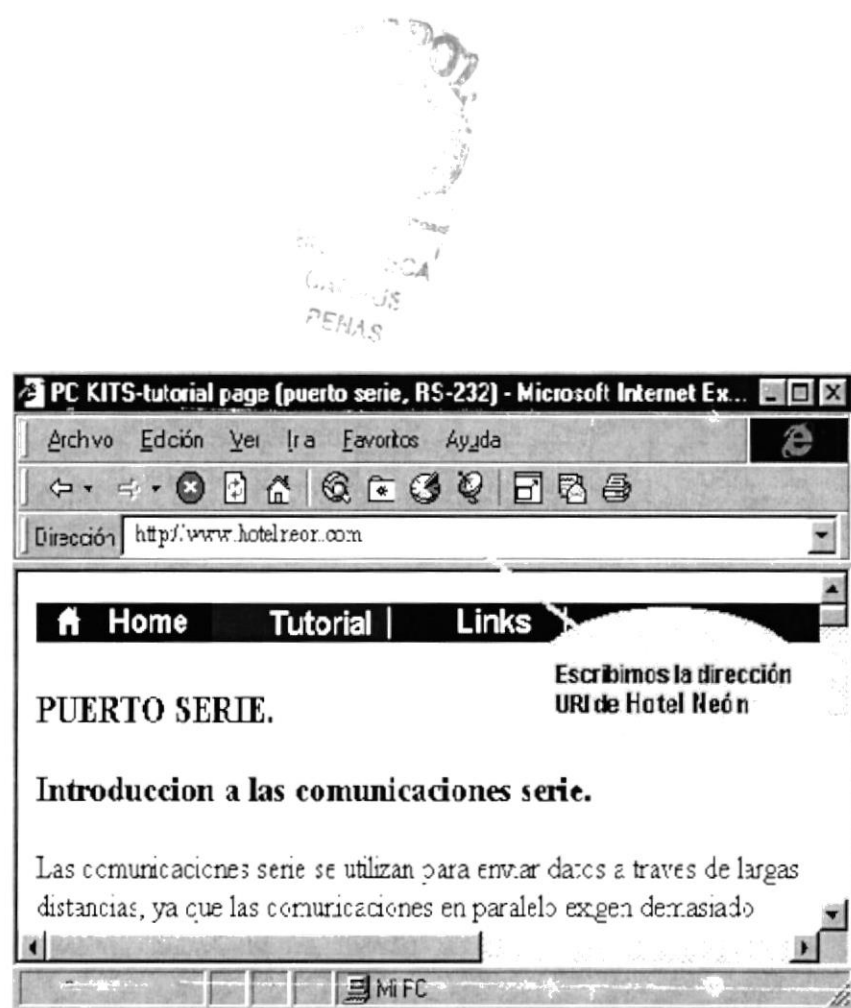 PEÑAS
PC KITS-tutorial page (puerto serie, RS-232) - Microsoft Internet Ex...
Archvo Edción Ver Ir a Favoritos Ayuda
Dirección http://www.hotelreor.com
Home Tutorial | Links |
Escribimos la dirección
URI de Hotel Neón
PUERTO SERIE.
Introduccion a las comunicaciones serie.
Las comunicaciones serie se utilizan para enviar datos a traves de largas
distancias, ya que las comunicaciones en paralelo exigen demasiado
Mi PC